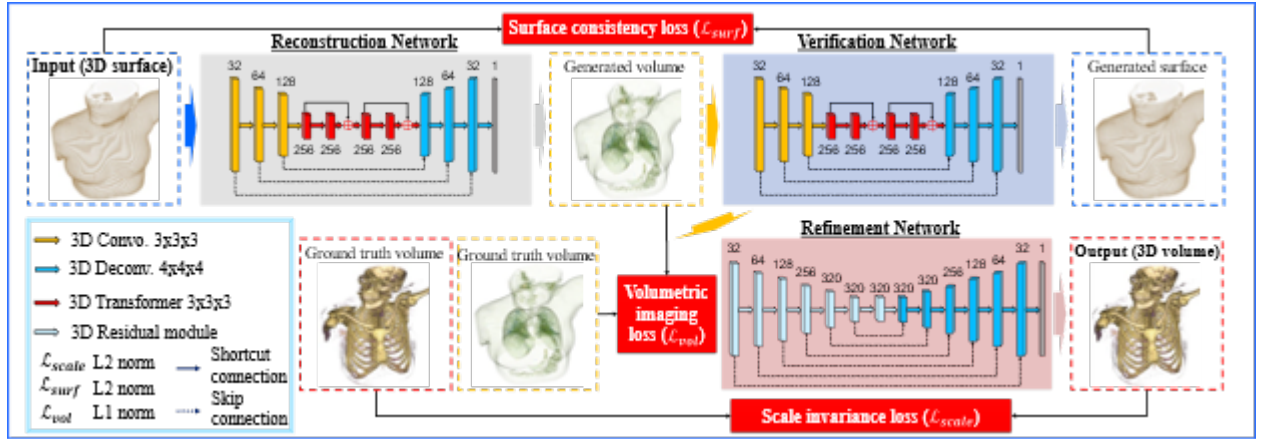 Surface consistency loss (ℒsurf)
Reconstruction Network
Verification Network
Input (3D surface)
32
64
128
256 256 256 256
128
64
32
1
Generated volume
32
64
128
256 256 256 256
128
64
32
1
Generated surface
3D Convo. 3x3x3
3D Deconv. 4x4x4
3D Transformer 3x3x3
3D Residual module
ℒscale L2 norm
ℒsurf L2 norm
ℒvol L1 norm
Shortcut
connection
Skip
connection
Ground truth volume
Ground truth volume
Volumetric
imaging
loss (ℒvol)
Refinement Network
32
64
128
256
320
320
320
320
320
256
128
64
32
1
Output (3D volume)
Scale invariance loss (ℒscale)